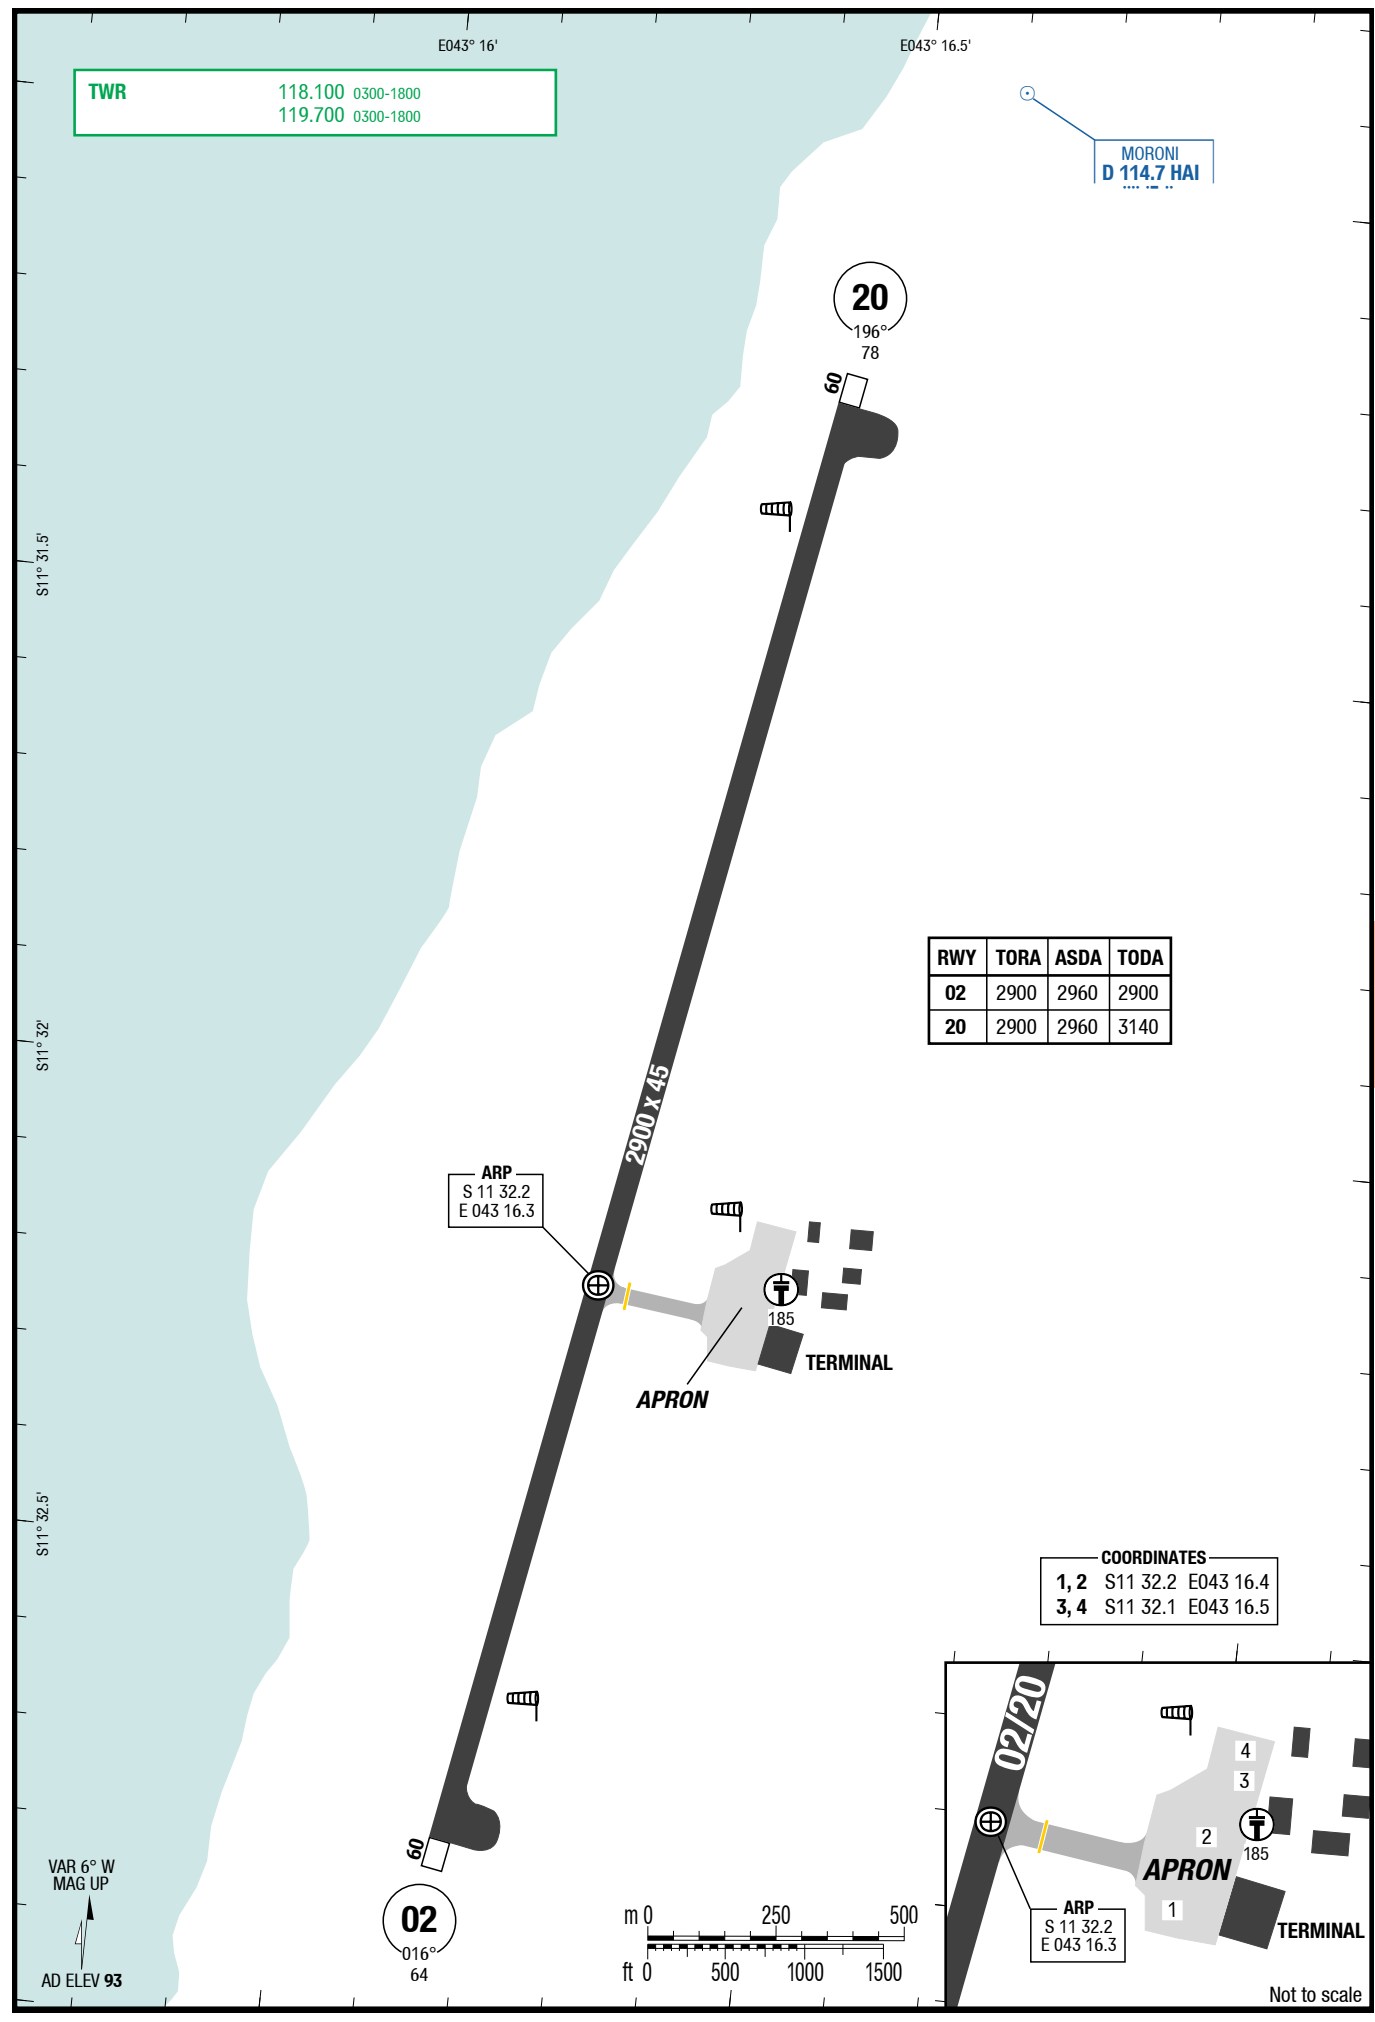 E043° 16'
E043° 16.5'
TWR 118.100 0300-1800
119.700 0300-1800
MORONI
D 114.7 HAI
20
196°
78
60
S11° 31.5'
RWY TORA ASDA TODA
02 2900 2960 2900
20 2900 2960 3140
S11° 32'
2900 x 45
ARP
S 11 32.2
E 043 16.3
185
TERMINAL
APRON
S11° 32.5'
COORDINATES
1, 2 S11 32.2 E043 16.4
3, 4 S11 32.1 E043 16.5
02/20
4
3
2
185
APRON
1
ARP
S 11 32.2
E 043 16.3
TERMINAL
Not to scale
60
02
016°
64
VAR 6° W
MAG UP
AD ELEV 93
m 0 250 500
ft 0 500 1000 1500